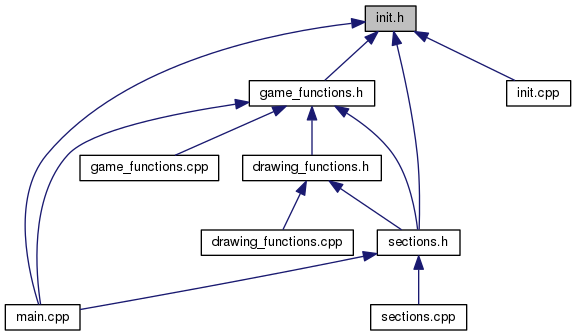 init.h
game_functions.h
init.cpp
game_functions.cpp
drawing_functions.h
drawing_functions.cpp
sections.h
main.cpp
sections.cpp